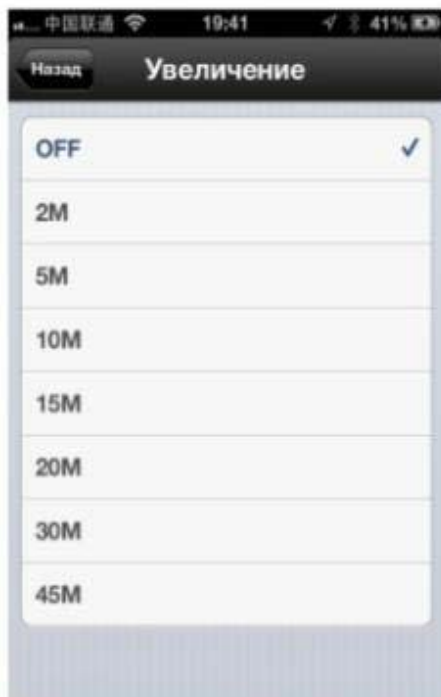 中国联通 19:41 41%
Назад Увеличение
OFF
2M
5M
10M
15M
20M
30M
45M